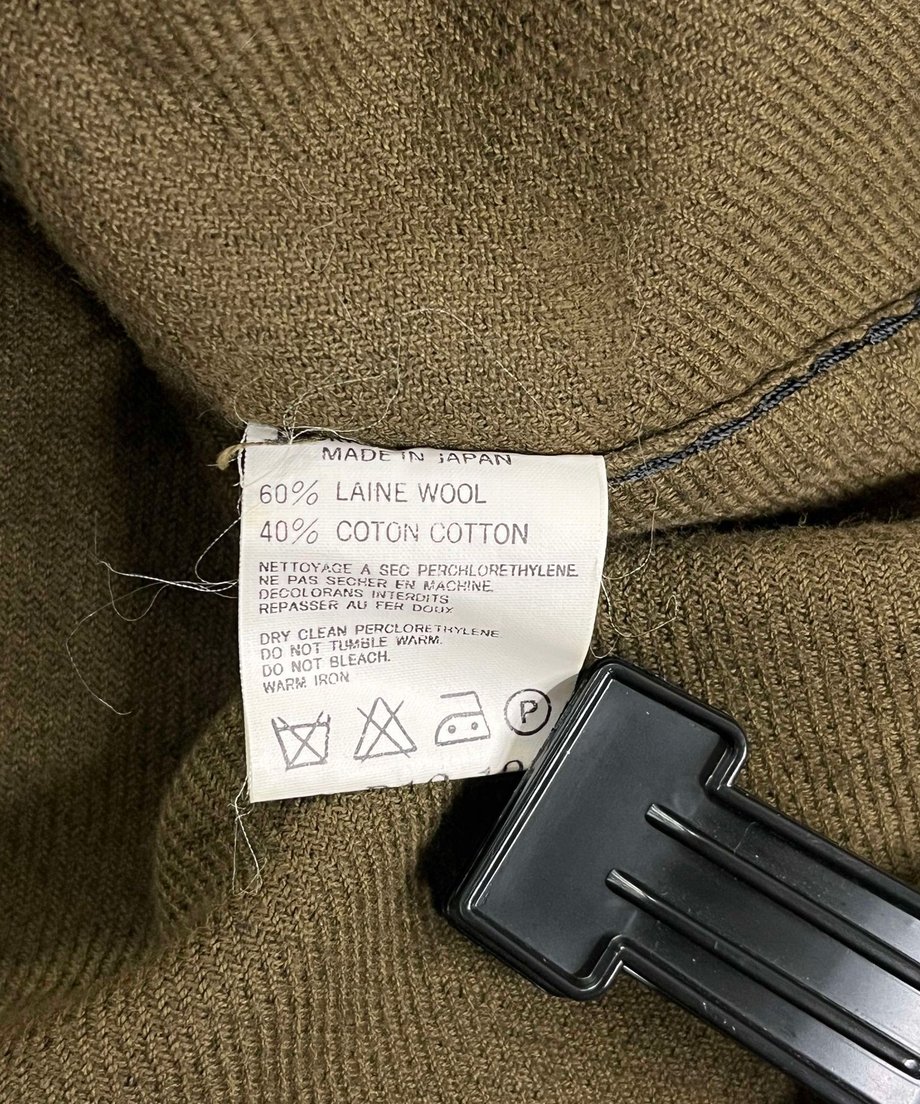 MADE IN JAPAN
60% LAINE WOOL
40% COTON COTTON
NETTOYAGE A SEC PERCHLORETHYLENE.
NE PAS SECHER EN MACHINE.
DECOLORANS INTERDITS
REPASSER AU FER DOUX
DRY CLEAN PERCLORETHYLENE
DO NOT TUMBLE WARM.
DO NOT BLEACH.
WARM IRON
P